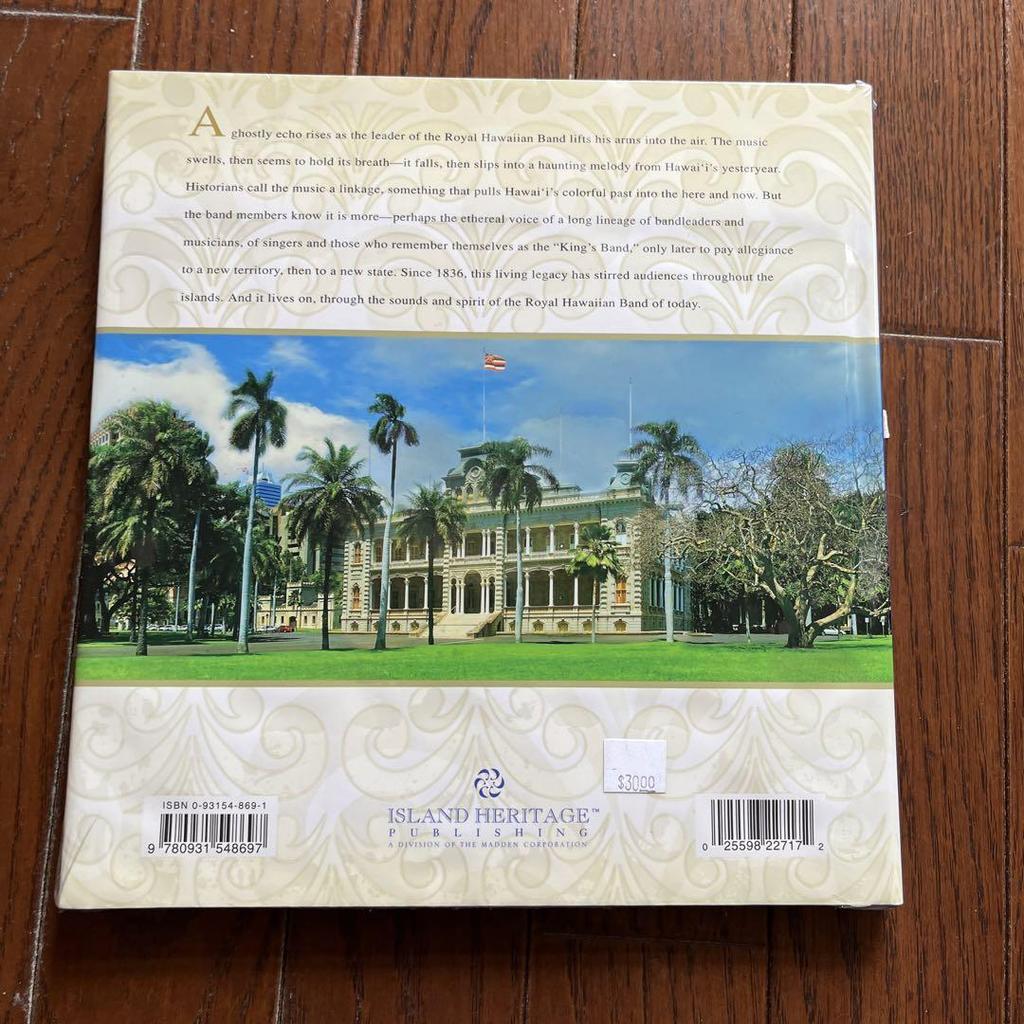 A ghostly echo rises as the leader of the Royal Hawaiian Band lifts his arms into the air. The music
swells, then seems to hold its breath—it falls, then slips into a haunting melody from Hawai‘i’s yesteryear.
Historians call the music a linkage, something that pulls Hawai‘i’s colorful past into the here and now. But
the band members know it is more—perhaps the ethereal voice of a long lineage of bandleaders and
musicians, of singers and those who remember themselves as the “King’s Band,” only later to pay allegiance
to a new territory, then to a new state. Since 1836, this living legacy has stirred audiences throughout the
islands. And it lives on, through the sounds and spirit of the Royal Hawaiian Band of today.
$30.00
ISBN 0-93154-869-1
9 780931 548697
ISLAND HERITAGE™
PUBLISHING
A DIVISION OF THE MADDEN CORPORATION
0 25598 22717 2